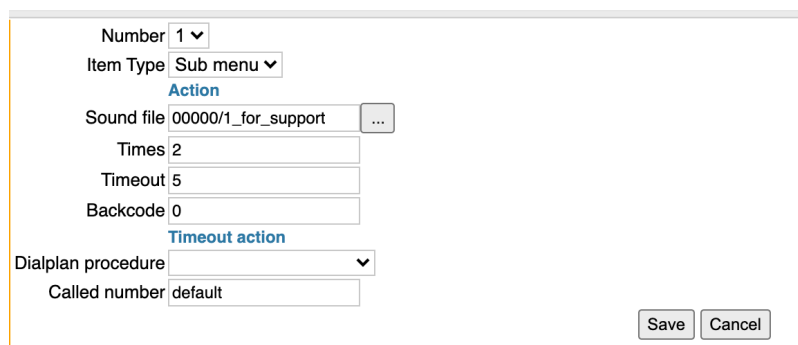 Number 1
Item Type Sub menu
Action
Sound file 00000/1_for_support ...
Times 2
Timeout 5
Backcode 0
Timeout action
Dialplan procedure
Called number default
Save Cancel